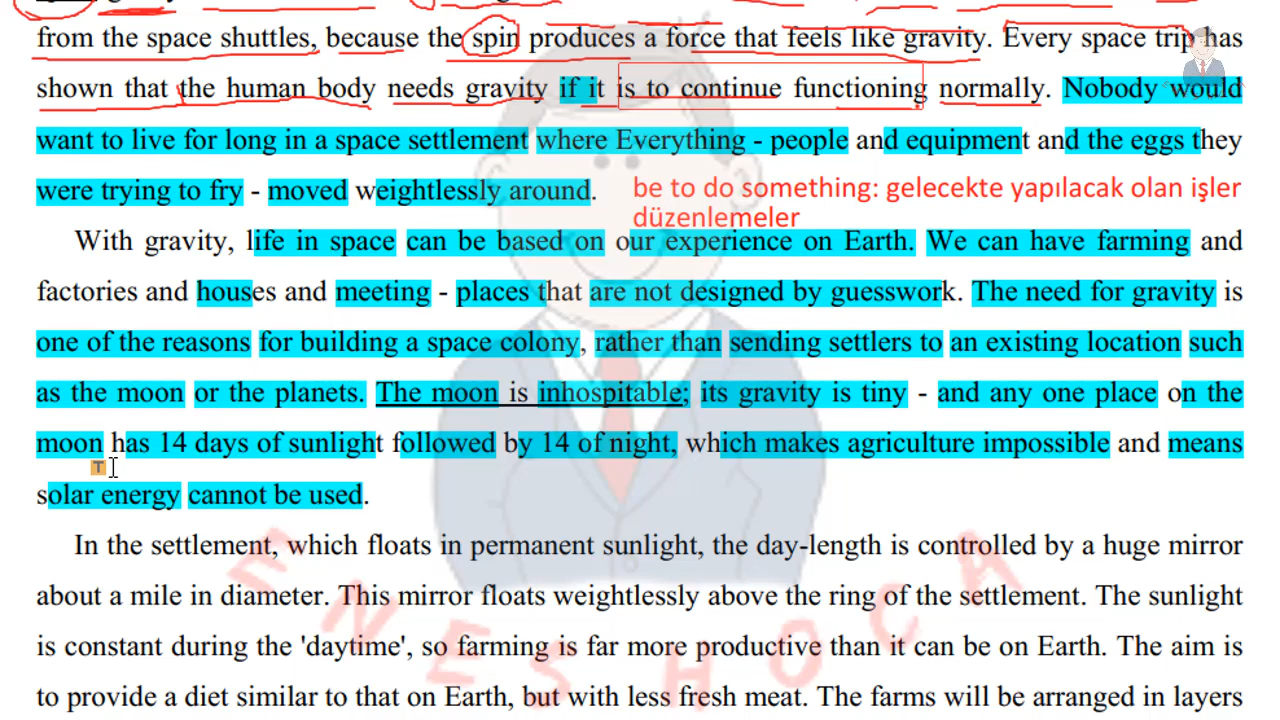 from the space shuttles, because the spin produces a force that feels like gravity. Every space trip has
shown that the human body needs gravity if it is to continue functioning normally. Nobody would
want to live for long in a space settlement where Everything - people and equipment and the eggs they
were trying to fry - moved weightlessly around.
be to do something: gelecekte yapılacak olan işler
düzenlemeler
With gravity, life in space can be based on our experience on Earth. We can have farming and
factories and houses and meeting - places that are not designed by guesswork. The need for gravity is
one of the reasons for building a space colony, rather than sending settlers to an existing location such
as the moon or the planets. The moon is inhospitable; its gravity is tiny - and any one place on the
moon has 14 days of sunlight followed by 14 of night, which makes agriculture impossible and means
T
solar energy cannot be used.
In the settlement, which floats in permanent sunlight, the day-length is controlled by a huge mirror
about a mile in diameter. This mirror floats weightlessly above the ring of the settlement. The sunlight
is constant during the 'daytime', so farming is far more productive than it can be on Earth. The aim is
to provide a diet similar to that on Earth, but with less fresh meat. The farms will be arranged in layers
ENES HOCA